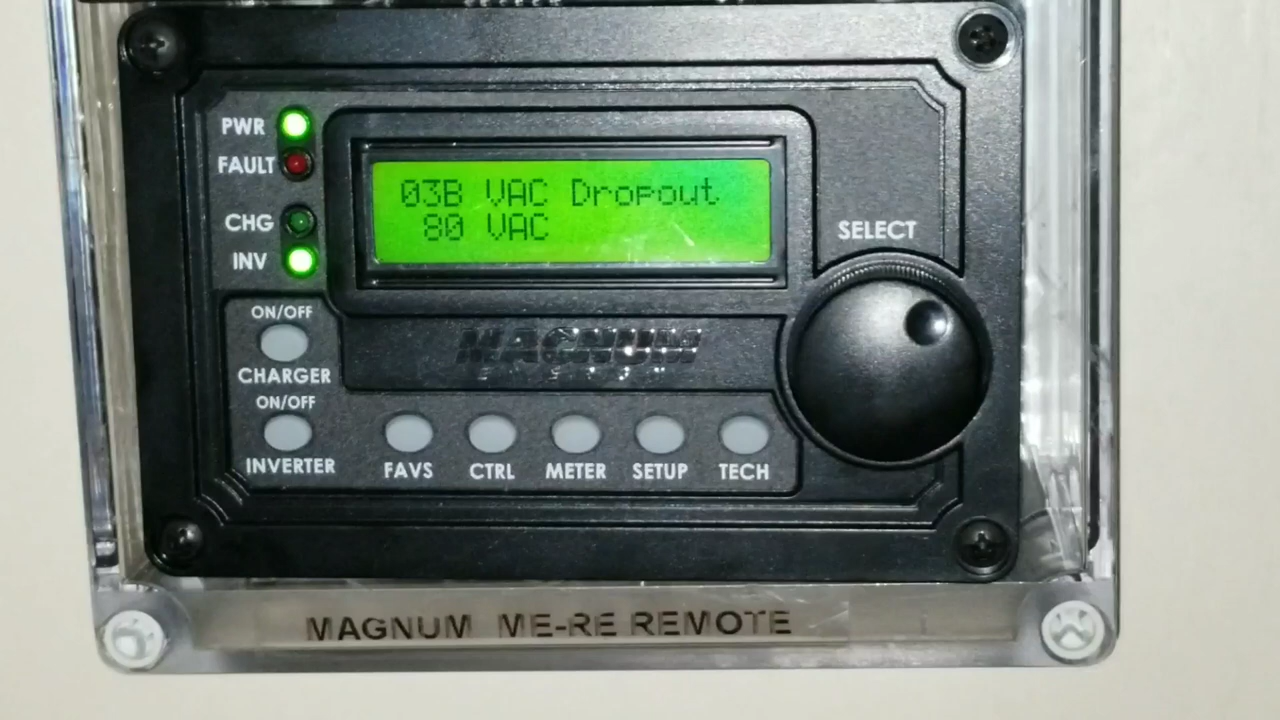 PWR
FAULT
CHG
INV
03B VAC Dropout
80 VAC
SELECT
ON/OFF
CHARGER
ON/OFF
INVERTER
MAGNUM
FAVS CTRL METER SETUP TECH
MAGNUM ME-RE REMOTE